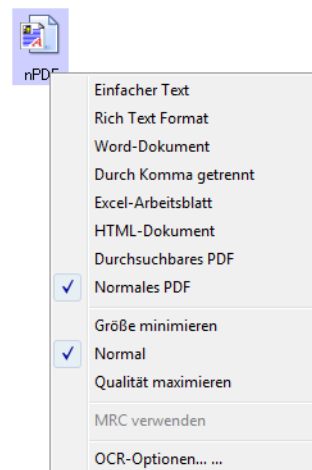 nPDF
Einfacher Text
Rich Text Format
Word-Dokument
Durch Komma getrennt
Excel-Arbeitsblatt
HTML-Dokument
Durchsuchbares PDF
Normales PDF
Größe minimieren
Normal
Qualität maximieren
MRC verwenden
OCR-Optionen... ...